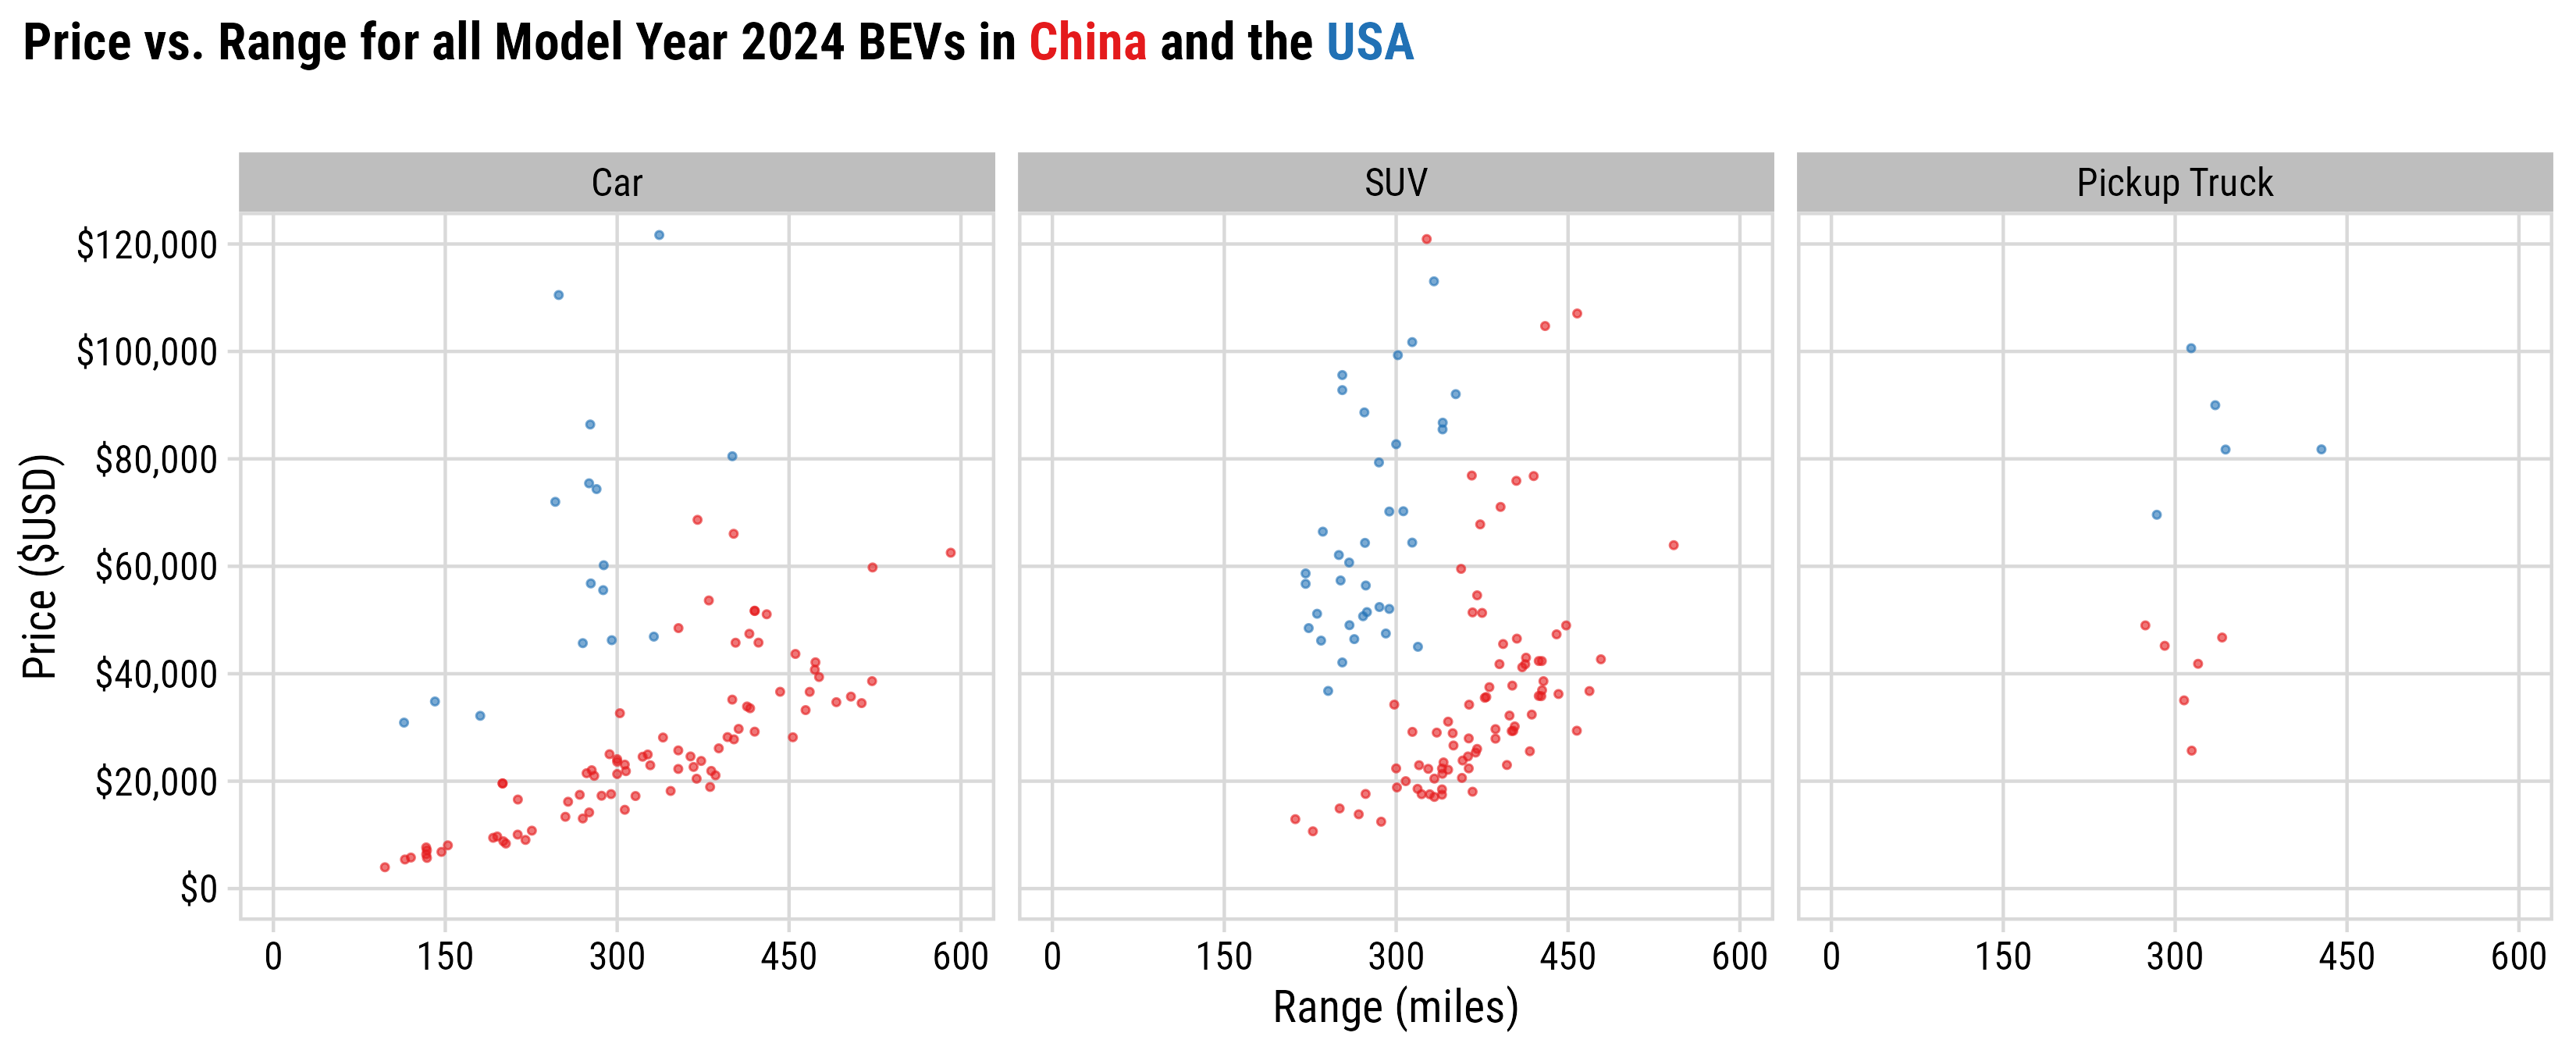 Price vs. Range for all Model Year 2024 BEVs in China and the USA
Car
SUV
Pickup Truck
$120,000
$100,000
$80,000
$60,000
$40,000
$20,000
$0
Price ($USD)
0 150 300 450 600
0 150 300 450 600
0 150 300 450 600
Range (miles)